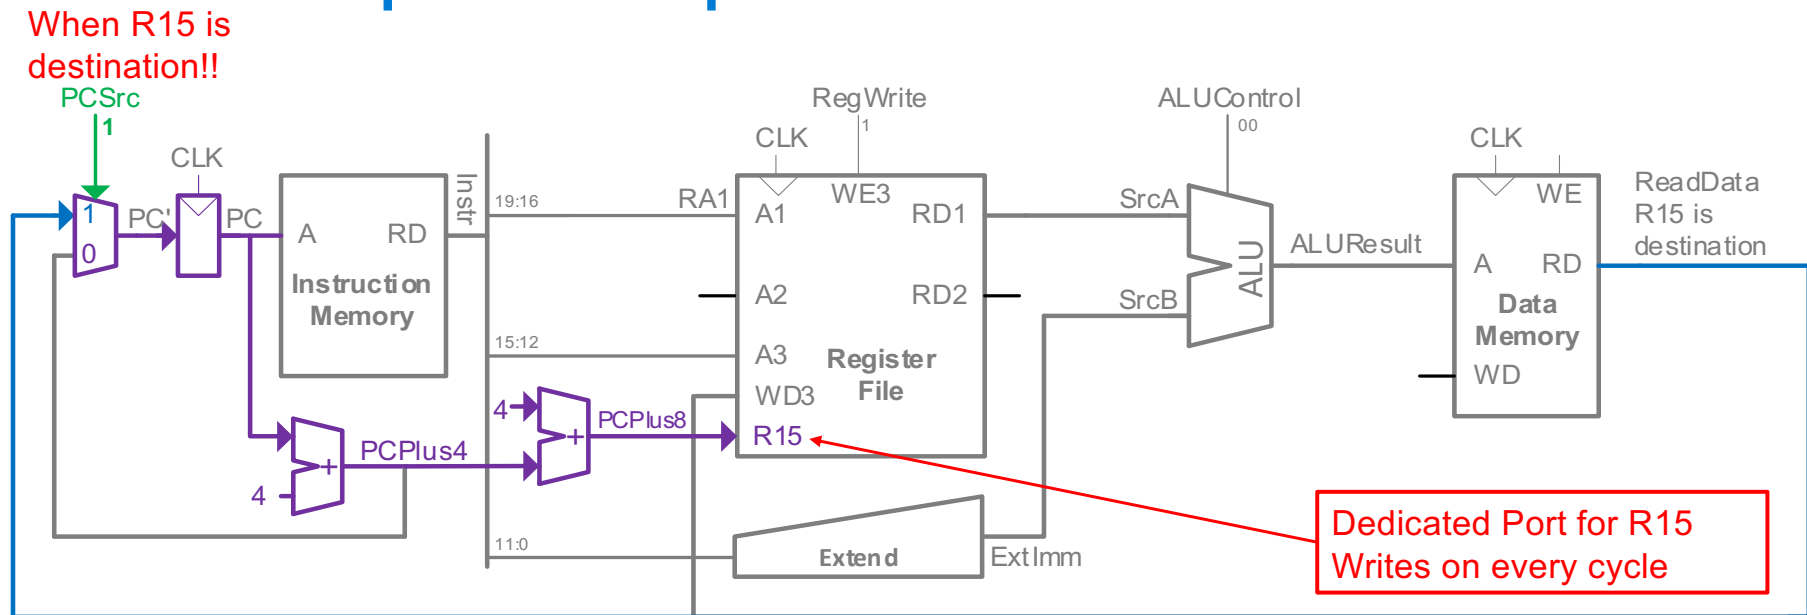 When R15 is
destination!!
PCSrc
1
CLK
1
0
PC'
PC
A
RD
Instruction
Memory
Instr
19:16
15:12
11:0
4
PCPlus4
4
PCPlus8
RegWrite
1
CLK
WE3
RA1
A1
RD1
A2
RD2
A3
Register
File
WD3
R15
Extend
ExtImm
ALUControl
00
SrcA
SrcB
ALU
ALUResult
CLK
WE
A
RD
Data
Memory
WD
ReadData
R15 is
destination
+
+
Dedicated Port for R15
Writes on every cycle